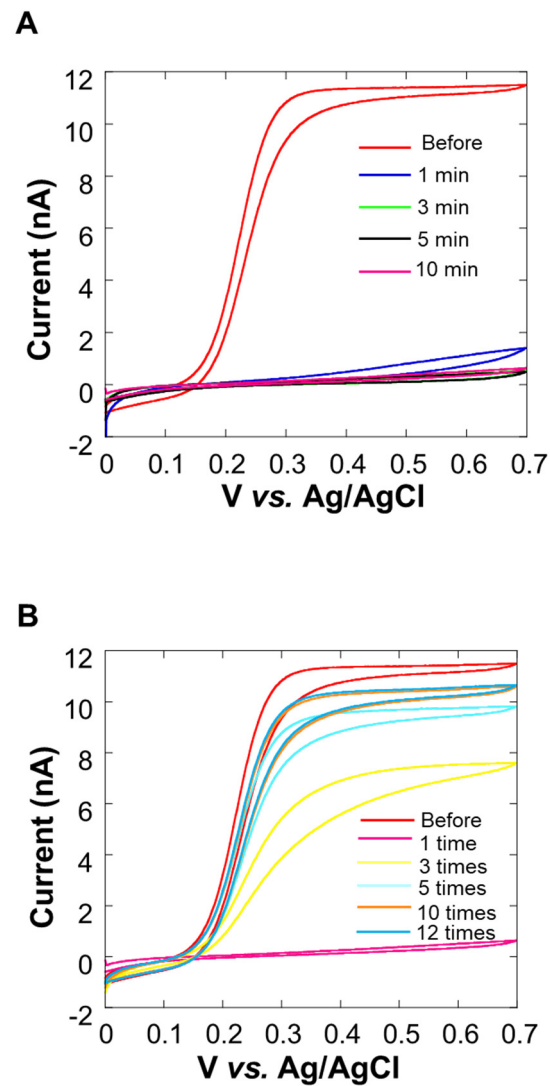 A
12
10
8
6
4
2
0
-2
Current (nA)
Before
1 min
3 min
5 min
10 min
0 0.1 0.2 0.3 0.4 0.5 0.6 0.7
V vs. Ag/AgCl
B
12
10
8
6
4
2
0
-2
Current (nA)
Before
1 time
3 times
5 times
10 times
12 times
0 0.1 0.2 0.3 0.4 0.5 0.6 0.7
V vs. Ag/AgCl